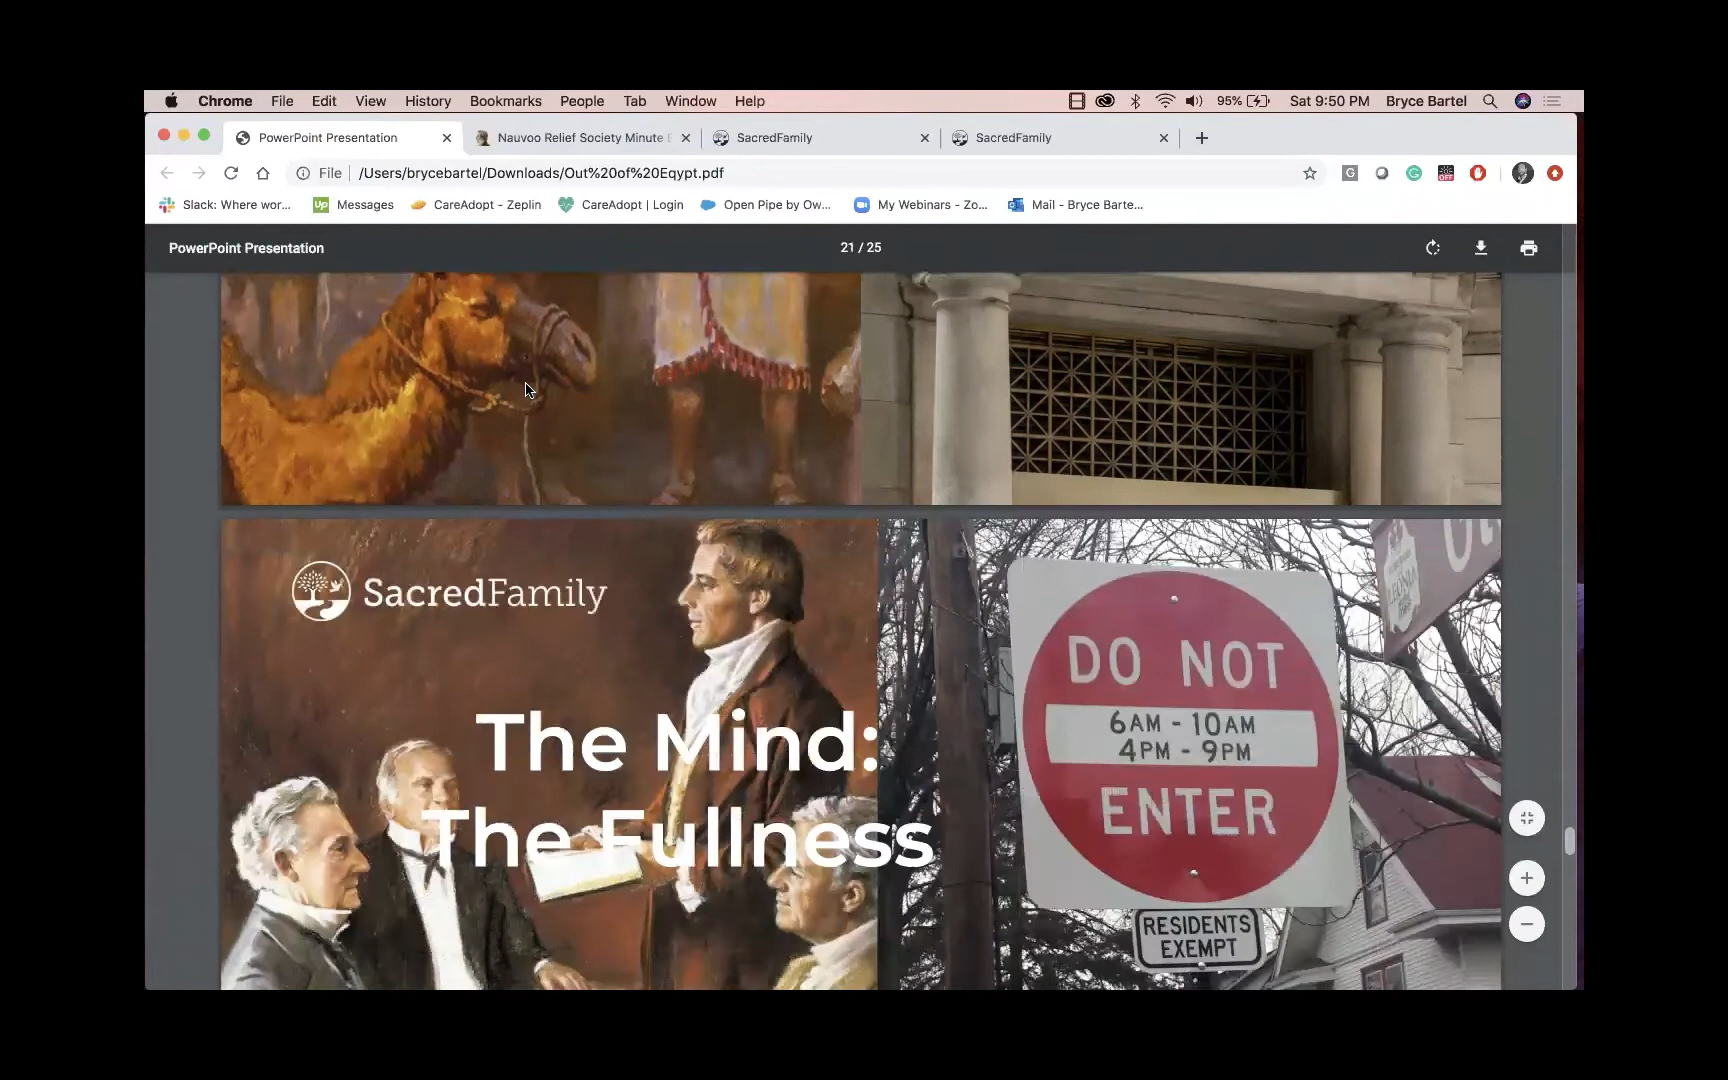 Chrome File Edit View History Bookmarks People Tab Window Help 95% Sat 9:50 PM Bryce Bartel
PowerPoint Presentation Nauvoo Relief Society Minute SacredFamily SacredFamily
File /Users/brycebartel/Downloads/Out%20of%20Eqypt.pdf
Slack: Where wor... Messages CareAdopt - Zeplin CareAdopt | Login Open Pipe by Ow... My Webinars - Zo... Mail - Bryce Barte...
PowerPoint Presentation 21 / 25
SacredFamily
The Mind:
The Fullness
DO NOT
6AM - 10AM
4PM - 9PM
ENTER
RESIDENTS
EXEMPT
LEONIA